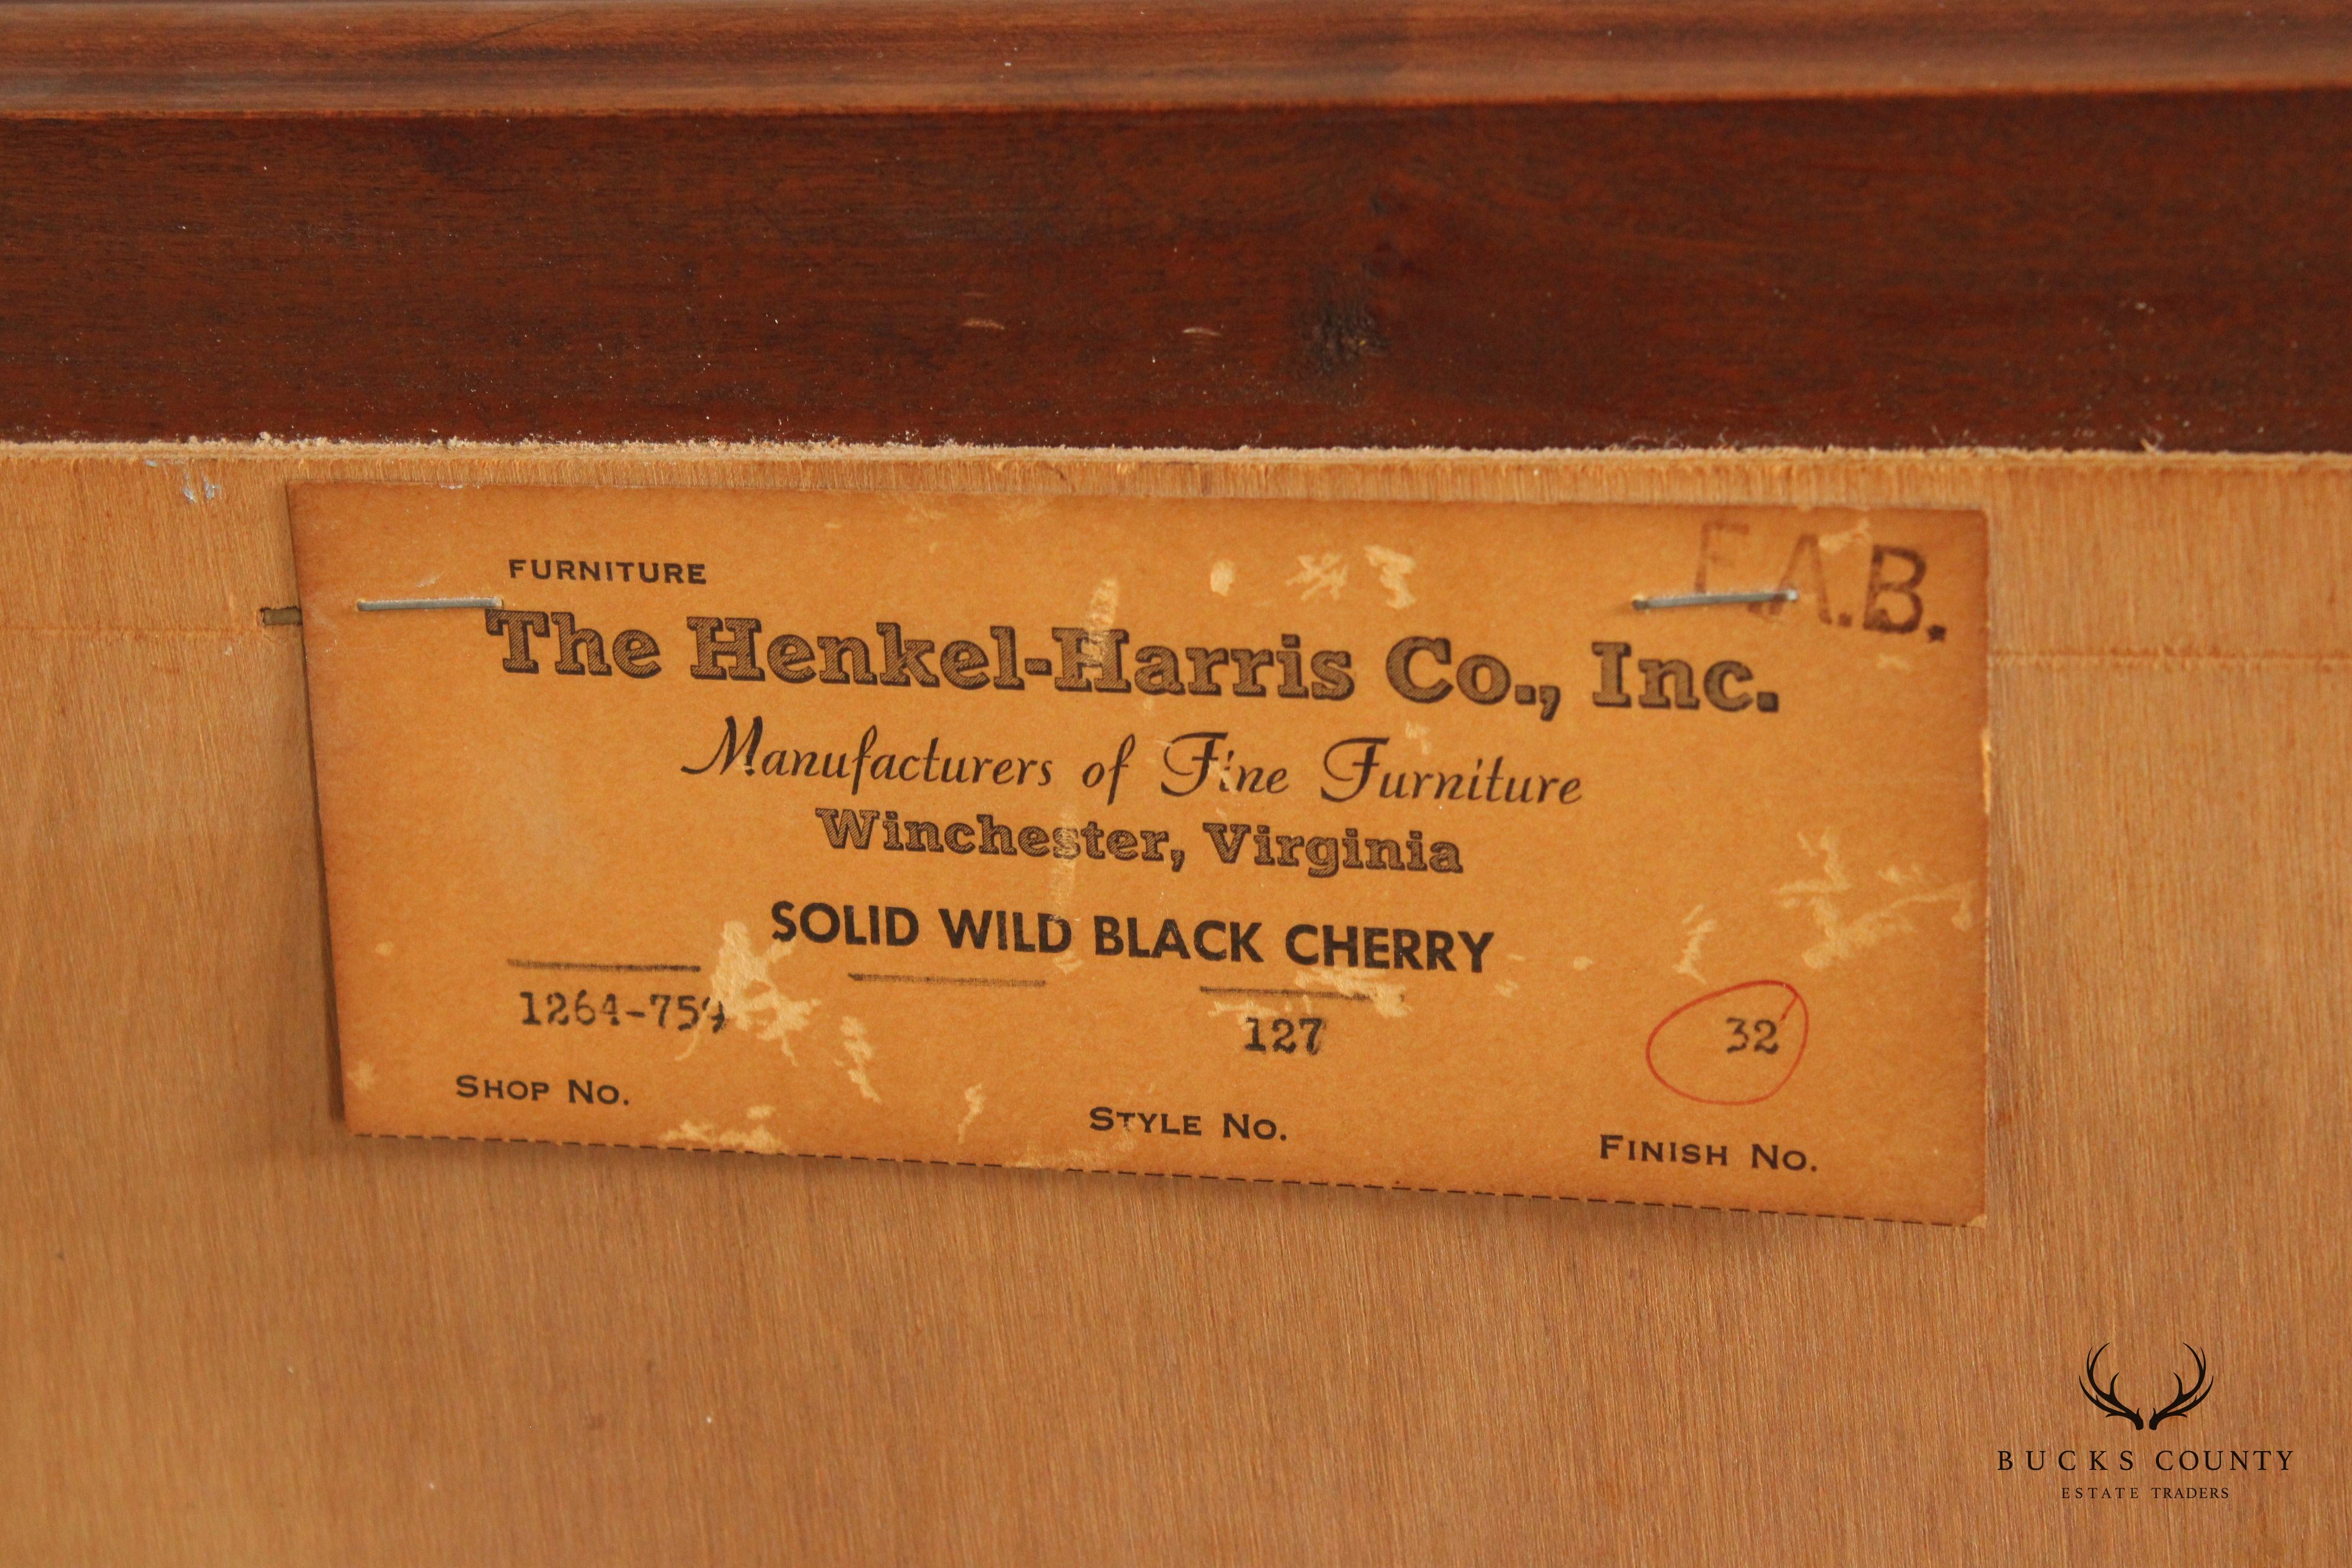 F.A.B.
FURNITURE
The Henkel-Harris Co., Inc.
Manufacturers of Fine Furniture
Winchester, Virginia
SOLID WILD BLACK CHERRY
1264-759 127 32
SHOP NO. STYLE NO. FINISH NO.
BUCKS COUNTY
ESTATE TRADERS